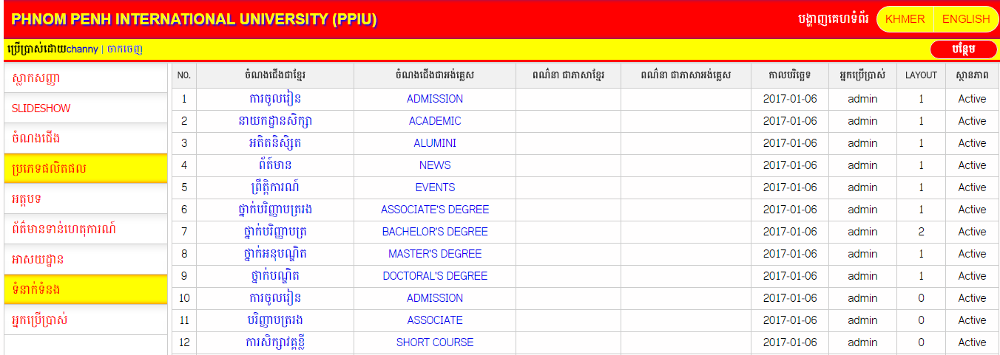 PHNOM PENH INTERNATIONAL UNIVERSITY (PPIU) បង្ហាញគេហទំព័រ KHMER ENGLISH
ប្រើប្រាស់ដោយchanny | ចាកចេញ បន្ថែម
ស្លាកសញ្ញា
SLIDESHOW
ចំណងជើង
ប្រភេទផលិតផល
អត្ថបទ
ព័ត៌មានទាន់ហេតុការណ៍
អាសយដ្ឋាន
ទំនាក់ទំនង
អ្នកប្រើប្រាស់
NO. ចំណងជើងជាខ្មែរ ចំណងជើងជាអង់គ្លេស ពណ៌នា ជាភាសាខ្មែរ ពណ៌នា ជាភាសាអង់គ្លេស កាលបរិច្ឆេទ អ្នកប្រើប្រាស់ LAYOUT ស្ថានភាព
1 ការចូលរៀន ADMISSION 2017-01-06 admin 1 Active
2 នាយកដ្ឋានសិក្សា ACADEMIC 2017-01-06 admin 1 Active
3 អតិតនិស្សិត ALUMINI 2017-01-06 admin 1 Active
4 ព័ត៍មាន NEWS 2017-01-06 admin 1 Active
5 ព្រឹត្តិការណ៍ EVENTS 2017-01-06 admin 1 Active
6 ថ្នាក់បរិញ្ញាបត្ររង ASSOCIATE'S DEGREE 2017-01-06 admin 1 Active
7 ថ្នាក់បរិញ្ញាបត្រ BACHELOR'S DEGREE 2017-01-06 admin 2 Active
8 ថ្នាក់អនុបណ្ឌិត MASTER'S DEGREE 2017-01-06 admin 1 Active
9 ថ្នាក់បណ្ឌិត DOCTORAL'S DEGREE 2017-01-06 admin 1 Active
10 ការចូលរៀន ADMISSION 2017-01-06 admin 0 Active
11 បរិញ្ញាបត្ររង ASSOCIATE 2017-01-06 admin 0 Active
12 ការសិក្សាវគ្គខ្លី SHORT COURSE 2017-01-06 admin 0 Active